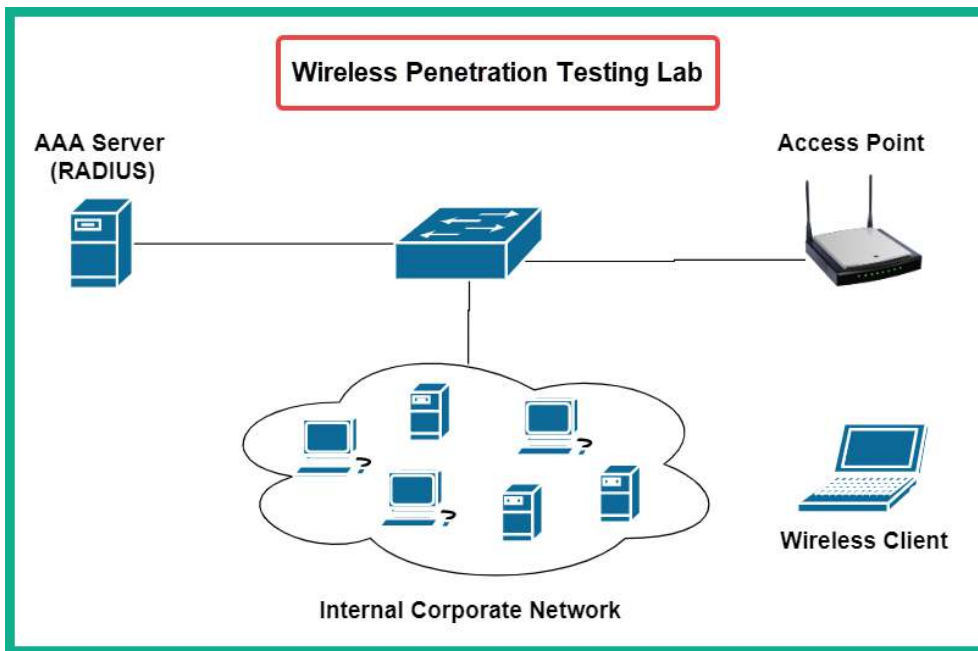 Wireless Penetration Testing Lab
AAA Server
(RADIUS)
Access Point
?
?
?
Wireless Client
Internal Corporate Network